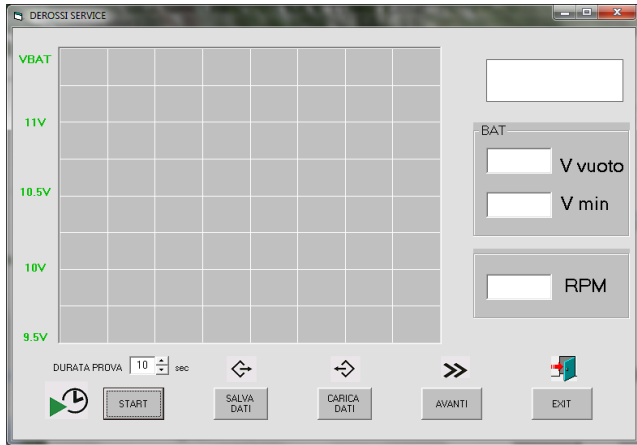 DEROSSI SERVICE
VBAT
11V
10.5V
10V
9.5V
BAT
V vuoto
V min
RPM
DURATA PROVA 10 sec
START
SALVA
DATI
CARICA
DATI
AVANTI
EXIT